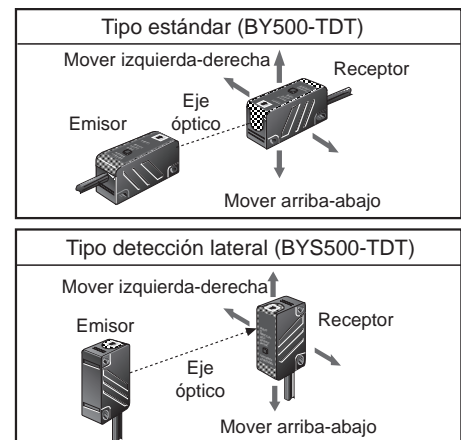 Tipo estándar (BY500-TDT)
Mover izquierda-derecha
Receptor
Eje
óptico
Emisor
Mover arriba-abajo
Tipo detección lateral (BYS500-TDT)
Mover izquierda-derecha
Emisor
Receptor
Eje
óptico
Mover arriba-abajo